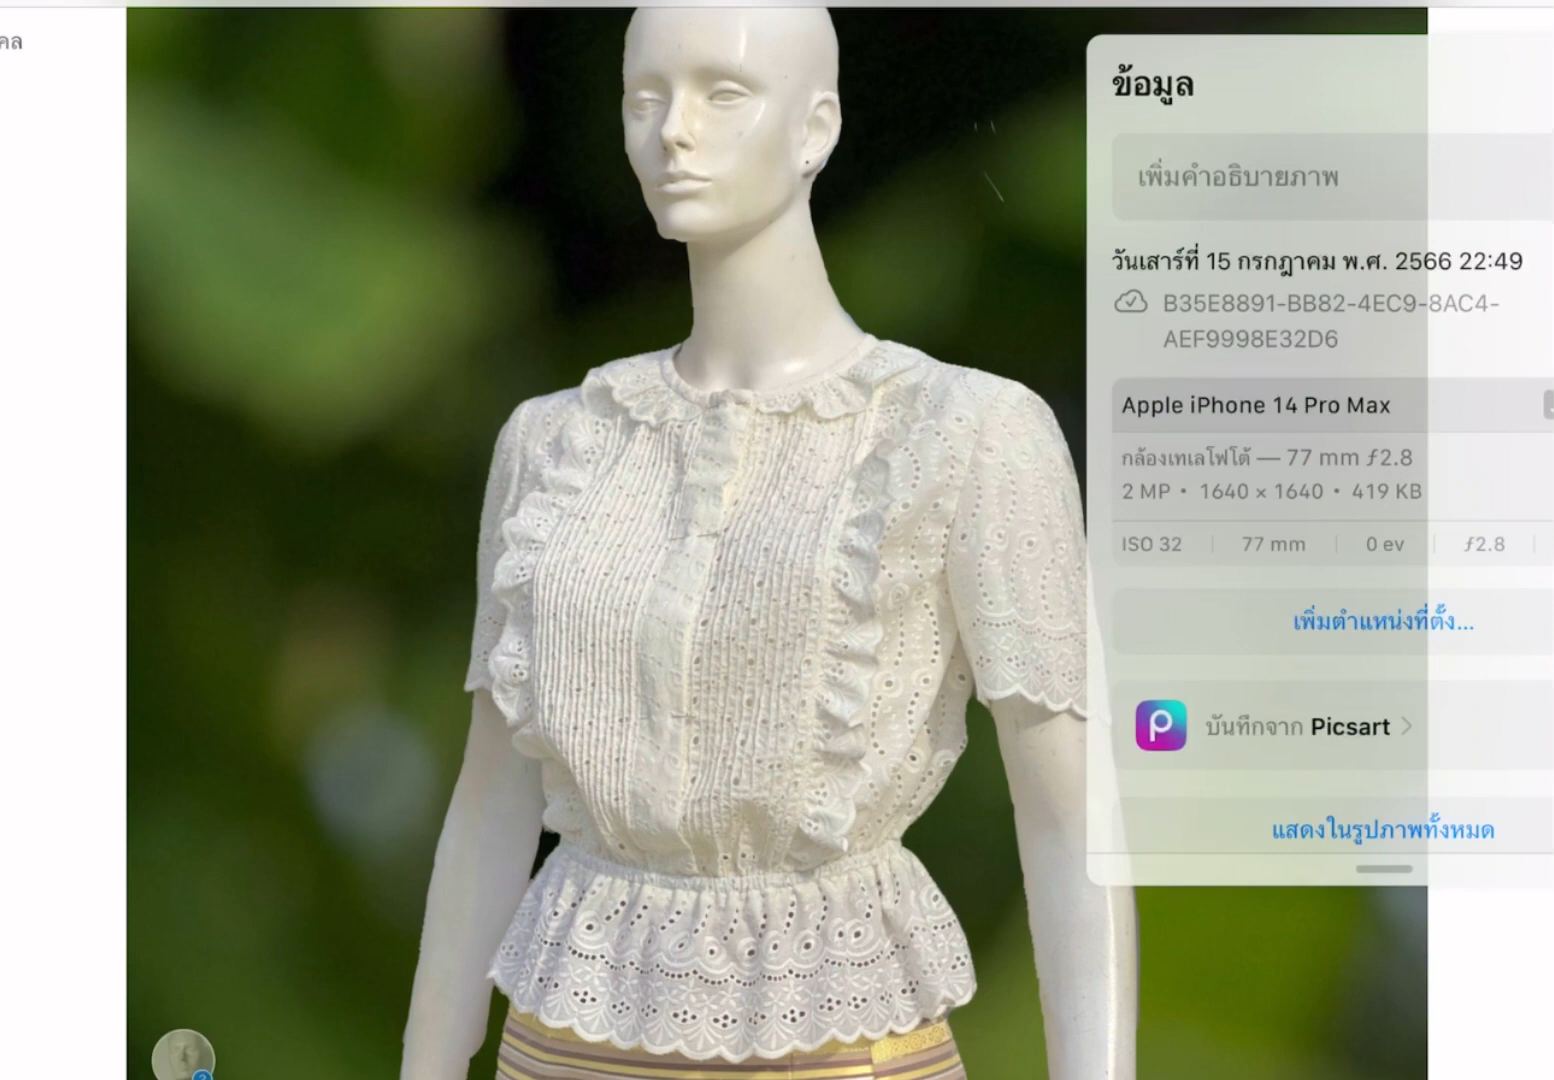 คล
ข้อมูล
เพิ่มคำอธิบายภาพ
วันเสาร์ที่ 15 กรกฎาคม พ.ศ. 2566 22:49
B35E8891-BB82-4EC9-8AC4-
AEF9998E32D6
Apple iPhone 14 Pro Max
กล้องเทเลโฟโต้ — 77 mm ƒ2.8
2 MP • 1640 × 1640 • 419 KB
ISO 32 | 77 mm | 0 ev | ƒ2.8
เพิ่มตำแหน่งที่ตั้ง...
บันทึกจาก Picsart
แสดงในรูปภาพทั้งหมด